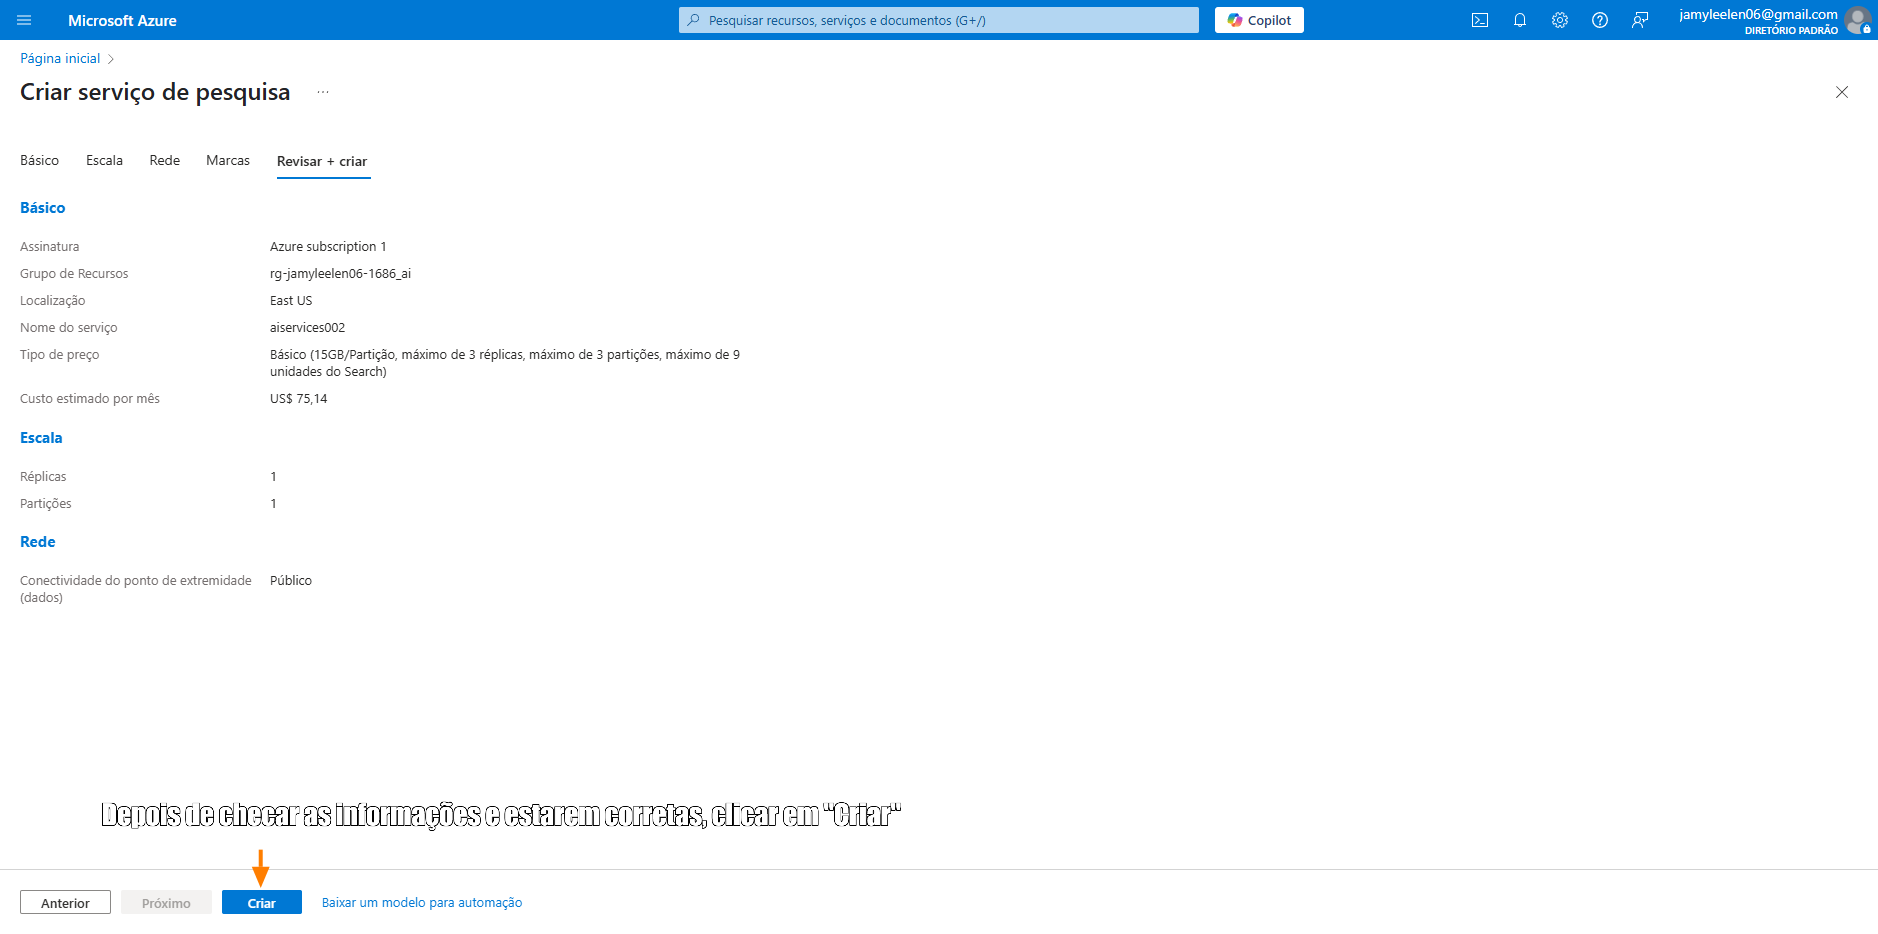 Microsoft Azure
Pesquisar recursos, serviços e documentos (G+/)
Copilot
jamyleelen06@gmail.com
DIRETÓRIO PADRÃO
Página inicial
Criar serviço de pesquisa
Básico Escala Rede Marcas Revisar + criar
Básico
Assinatura Azure subscription 1
Grupo de Recursos rg-jamyleelen06-1686_ai
Localização East US
Nome do serviço aiservices002
Tipo de preço Básico (15GB/Partição, máximo de 3 réplicas, máximo de 3 partições, máximo de 9
unidades do Search)
Custo estimado por mês US$ 75,14
Escala
Réplicas 1
Partições 1
Rede
Conectividade do ponto de extremidade Público
(dados)
Depois de checar as informações e estarem corretas, clicar em "Criar"
Anterior Próximo Criar Baixar um modelo para automação